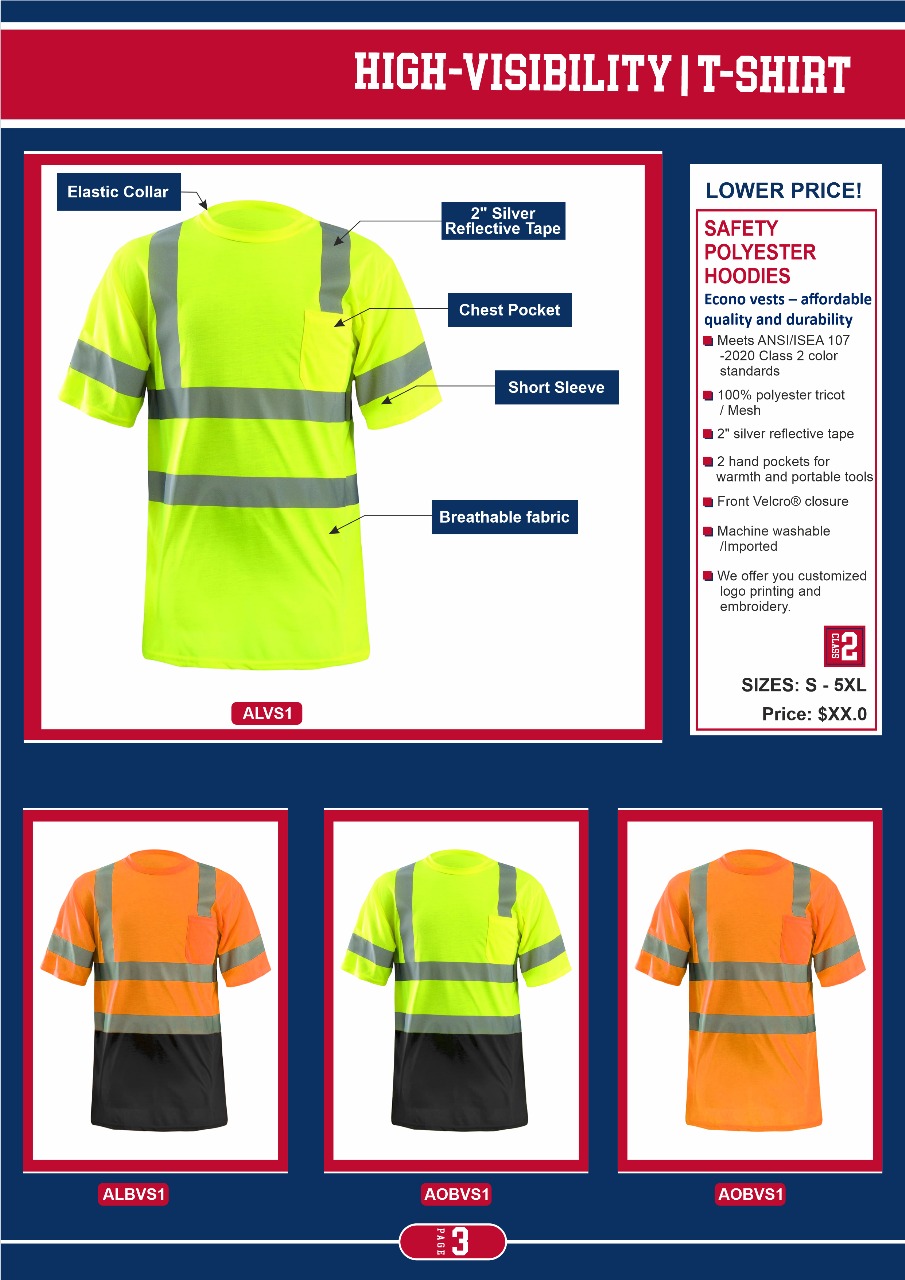 HIGH-VISIBILITY | T-SHIRT
Elastic Collar
2" Silver
Reflective Tape
Chest Pocket
Short Sleeve
Breathable fabric
ALVS1
LOWER PRICE!
SAFETY
POLYESTER
HOODIES
Econo vests – affordable
quality and durability
Meets ANSI/ISEA 107
-2020 Class 2 color
standards
100% polyester tricot
/ Mesh
2" silver reflective tape
2 hand pockets for
warmth and portable tools
Front Velcro® closure
Machine washable
/Imported
We offer you customized
logo printing and
embroidery.
CLASS 2
SIZES: S - 5XL
Price: $XX.0
ALBVS1
AOBVS1
AOBVS1
PAGE 3